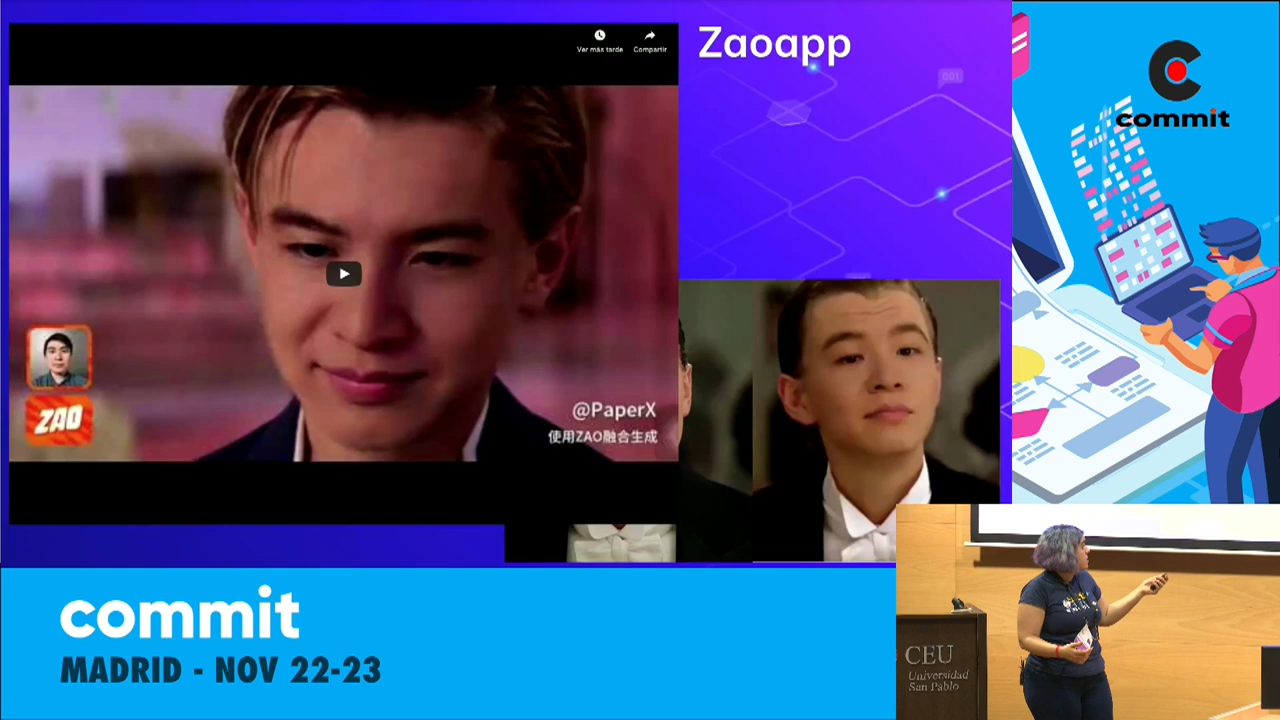 Ver más tarde
Compartir
Zaoapp
001
commit
ZAO
@PaperX
使用ZAO融合生成
commit
MADRID - NOV 22-23
CEU
Universidad
San Pablo